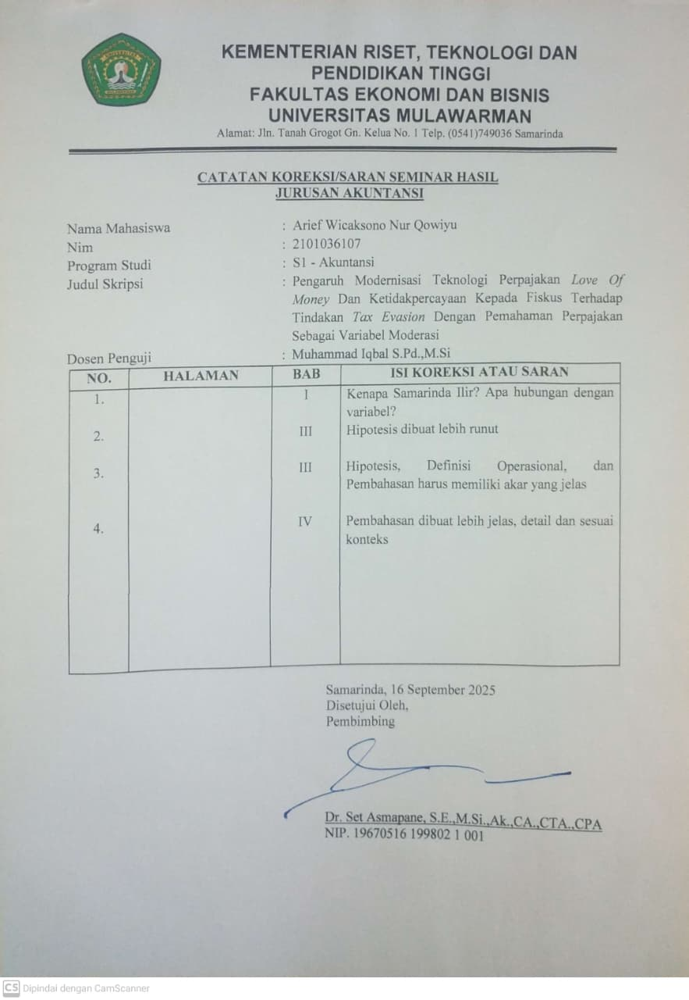 KEMENTERIAN RISET, TEKNOLOGI DAN
PENDIDIKAN TINGGI
FAKULTAS EKONOMI DAN BISNIS
UNIVERSITAS MULAWARMAN
Alamat: Jln. Tanah Grogot Gn. Kelua No. 1 Telp. (0541)749036 Samarinda
CATATAN KOREKSI/SARAN SEMINAR HASIL
JURUSAN AKUNTANSI
Nama Mahasiswa : Arief Wicaksono Nur Qowiyu
Nim : 2101036107
Program Studi : S1 - Akuntansi
Judul Skripsi : Pengaruh Modernisasi Teknologi Perpajakan Love Of
Money Dan Ketidakpercayaan Kepada Fiskus Terhadap
Tindakan Tax Evasion Dengan Pemahaman Perpajakan
Sebagai Variabel Moderasi
Dosen Penguji : Muhammad Iqbal S.Pd.,M.Si
NO. HALAMAN BAB ISI KOREKSI ATAU SARAN
1. I Kenapa Samarinda Ilir? Apa hubungan dengan
variabel?
2. III Hipotesis dibuat lebih runut
3. III Hipotesis, Definisi Operasional, dan
Pembahasan harus memiliki akar yang jelas
4. IV Pembahasan dibuat lebih jelas, detail dan sesuai
konteks
Samarinda, 16 September 2025
Disetujui Oleh,
Pembimbing
Dr. Set Asmapane, S.E.,M.Si.,Ak.,CA.,CTA.,CPA
NIP. 19670516 199802 1 001
CS Dipindai dengan CamScanner